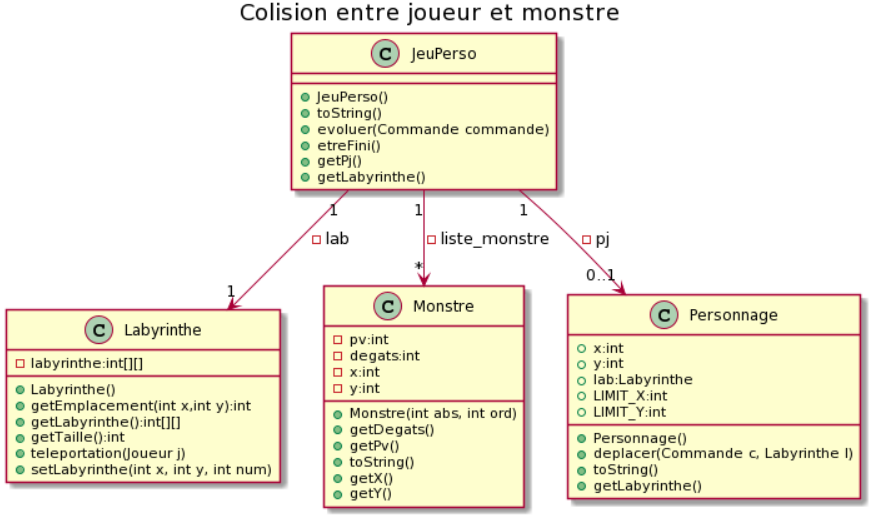 Colision entre joueur et monstre
C JeuPerso
JeuPerso()
toString()
evoluer(Commande commande)
etreFini()
getPj()
getLabyrinthe()
1
1
1
lab
liste_monstre
pj
1
*
0..1
C Labyrinthe
labyrinthe:int[][]
Labyrinthe()
getEmplacement(int x,int y):int
getLabyrinthe():int[][]
getTaille():int
teleportation(Joueur j)
setLabyrinthe(int x, int y, int num)
C Monstre
pv:int
degats:int
x:int
y:int
Monstre(int abs, int ord)
getDegats()
getPv()
toString()
getX()
getY()
C Personnage
x:int
y:int
lab:Labyrinthe
LIMIT_X:int
LIMIT_Y:int
Personnage()
deplacer(Commande c, Labyrinthe l)
toString()
getLabyrinthe()